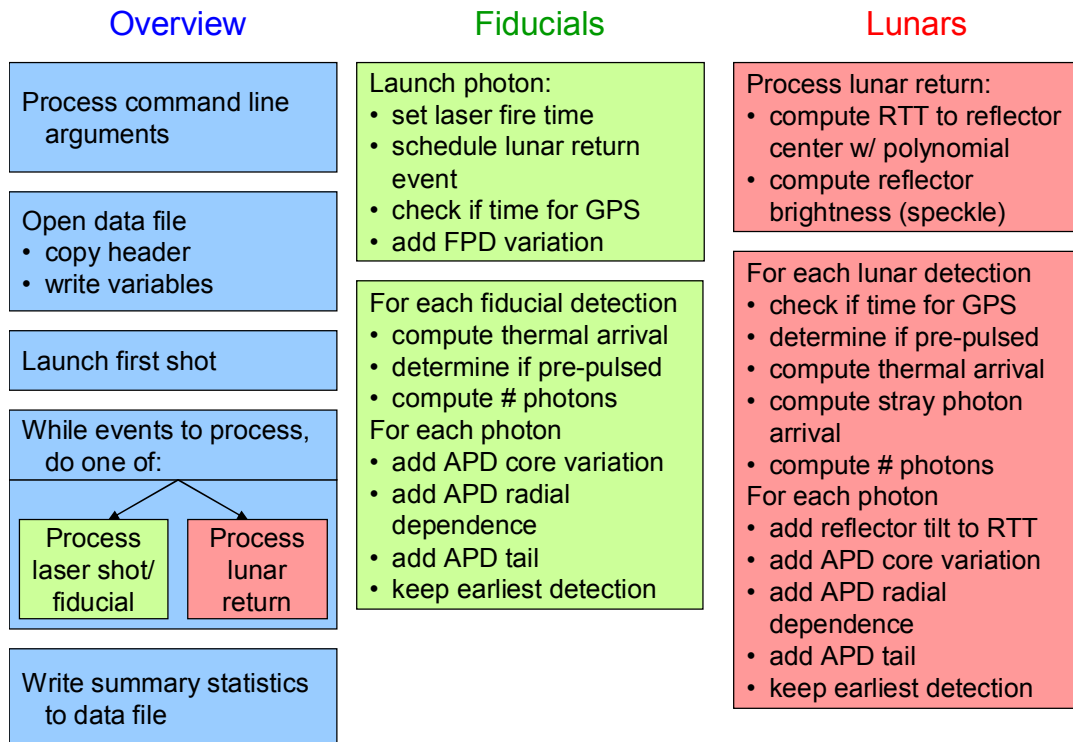 Overview
Process command line
arguments
Open data file
• copy header
• write variables
Launch first shot
While events to process,
do one of:
Process
laser shot/
fiducial
Process
lunar
return
Write summary statistics
to data file
Fiducials
Launch photon:
• set laser fire time
• schedule lunar return
event
• check if time for GPS
• add FPD variation
For each fiducial detection
• compute thermal arrival
• determine if pre-pulsed
• compute # photons
For each photon
• add APD core variation
• add APD radial
dependence
• add APD tail
• keep earliest detection
Lunars
Process lunar return:
• compute RTT to reflector
center w/ polynomial
• compute reflector
brightness (speckle)
For each lunar detection
• check if time for GPS
• determine if pre-pulsed
• compute thermal arrival
• compute stray photon
arrival
• compute # photons
For each photon
• add reflector tilt to RTT
• add APD core variation
• add APD radial
dependence
• add APD tail
• keep earliest detection